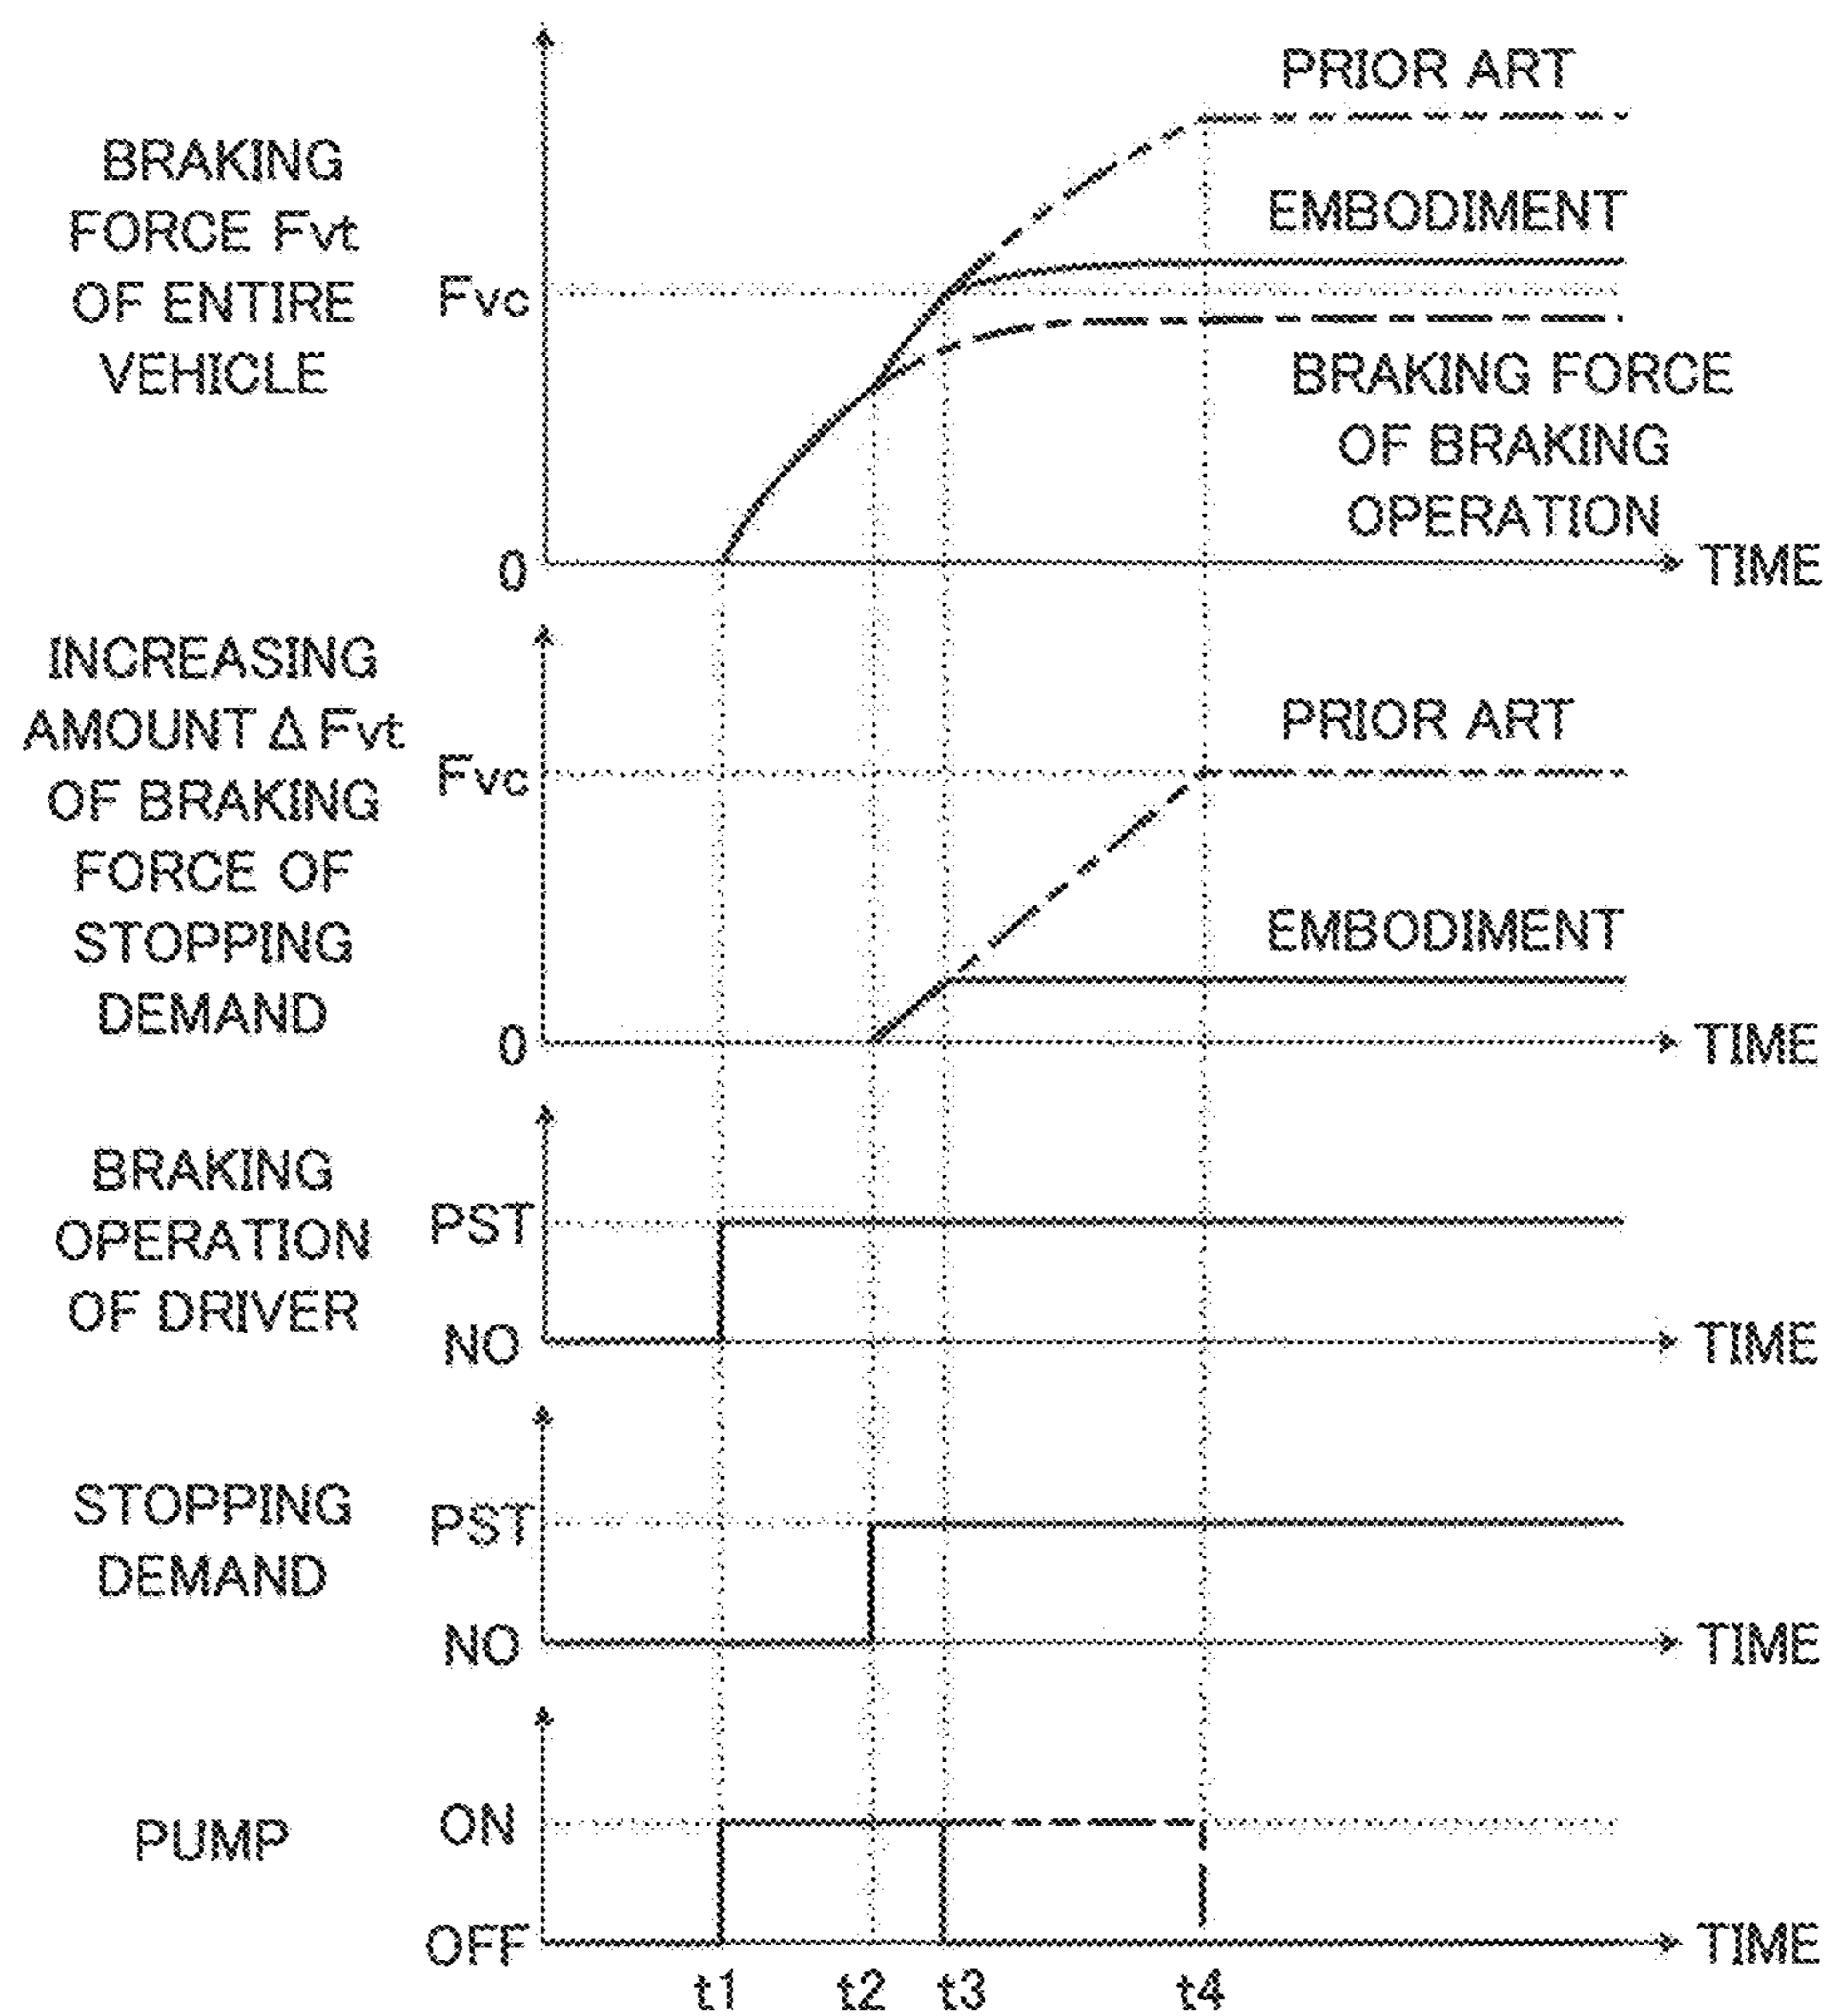 PRIOR ART
BRAKING
FORCE Fvt
OF ENTIRE
VEHICLE
EMBODIMENT
Fvc
BRAKING FORCE
OF BRAKING
OPERATION
0
TIME
INCREASING
AMOUNT Δ Fvt
OF BRAKING
FORCE OF
STOPPING
DEMAND
PRIOR ART
Fvc
EMBODIMENT
0
TIME
BRAKING
OPERATION
OF DRIVER
PST
NO
TIME
STOPPING
DEMAND
PST
NO
TIME
PUMP
ON
OFF
TIME
t1 t2 t3 t4